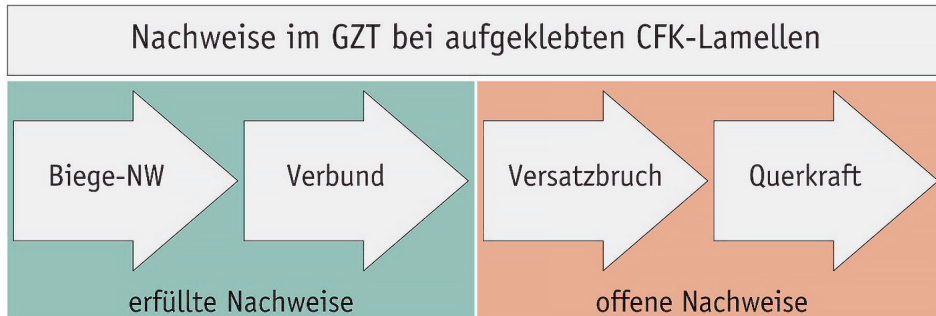 Nachweise im GZT bei aufgeklebten CFK-Lamellen
Biege-NW
Verbund
Versatzbruch
Querkraft
erfüllte Nachweise
offene Nachweise